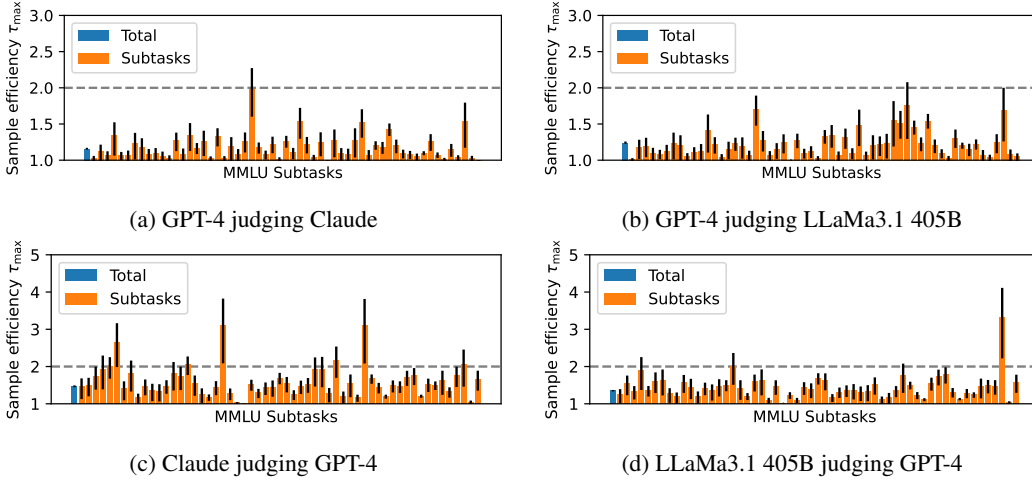 Sample efficiency τmax
3.0
2.5
2.0
1.5
1.0
Total
Subtasks
MMLU Subtasks
(a) GPT-4 judging Claude
Sample efficiency τmax
3.0
2.5
2.0
1.5
1.0
Total
Subtasks
MMLU Subtasks
(b) GPT-4 judging LLaMa3.1 405B
Sample efficiency τmax
5
4
3
2
1
Total
Subtasks
MMLU Subtasks
(c) Claude judging GPT-4
Sample efficiency τmax
5
4
3
2
1
Total
Subtasks
MMLU Subtasks
(d) LLaMa3.1 405B judging GPT-4